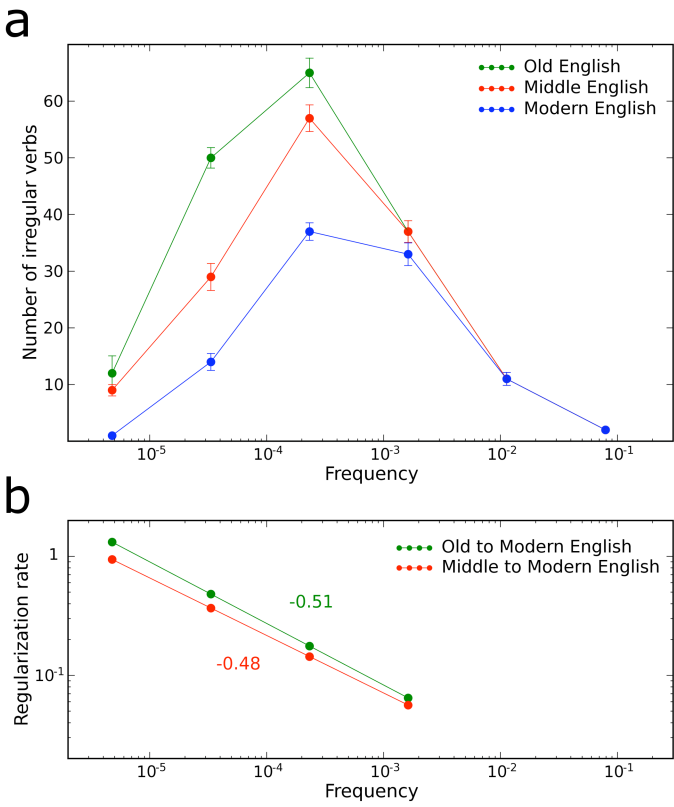 a
Old English
Middle English
Modern English
Number of irregular verbs
60
50
40
30
20
10
10⁻⁵ 10⁻⁴ 10⁻³ 10⁻² 10⁻¹
Frequency
b
Old to Modern English
Middle to Modern English
Regularization rate
1
10⁻¹
-0.51
-0.48
10⁻⁵ 10⁻⁴ 10⁻³ 10⁻² 10⁻¹
Frequency